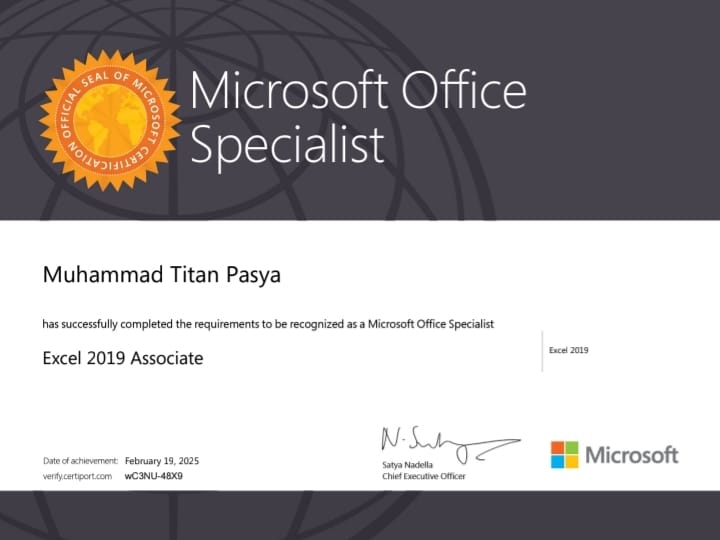 OFFICIAL SEAL OF MICROSOFT CERTIFICATION
Microsoft Office
Specialist
Muhammad Titan Pasya
has successfully completed the requirements to be recognized as a Microsoft Office Specialist
Excel 2019 Associate
Excel 2019
Date of achievement: February 19, 2025
verify.certiport.com wC3NU-48X9
Satya Nadella
Chief Executive Officer
Microsoft